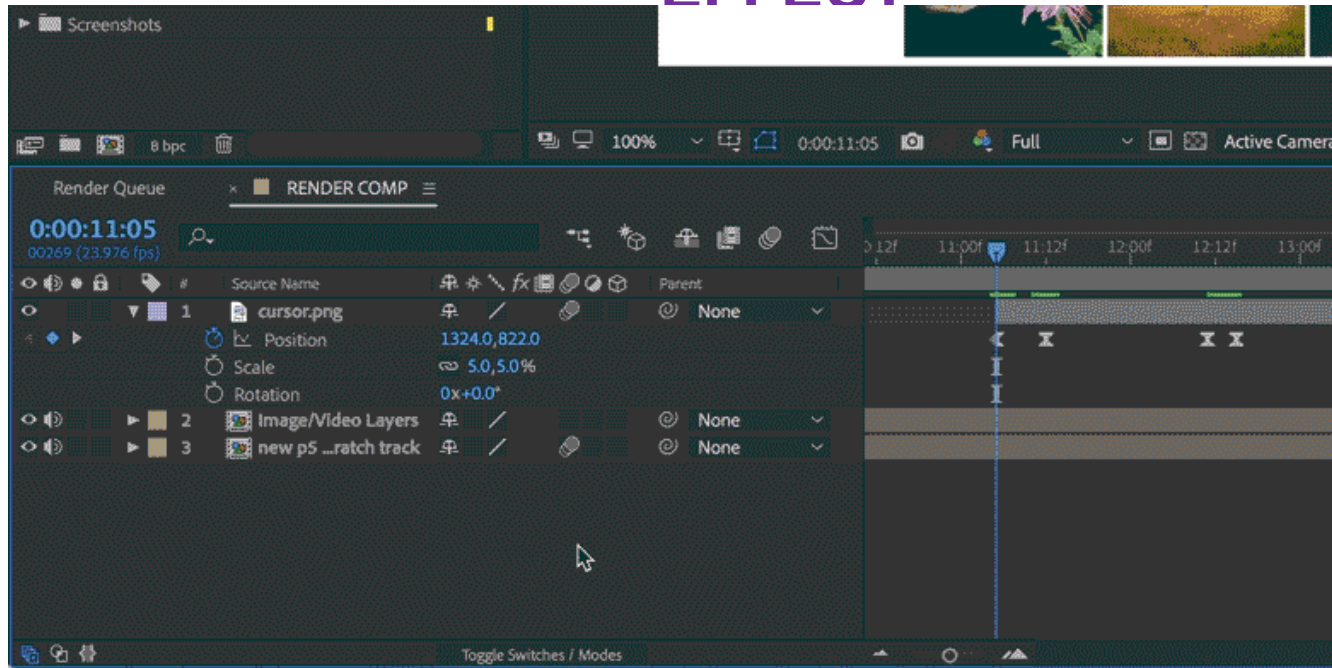 EFFECT
Screenshots
8 bpc
100%
0:00:11:05
Full
Active Camera
Render Queue
× RENDER COMP
0:00:11:05
00269 (23.976 fps)
12f 11:00f 11:12f 12:00f 12:12f 13:00f
# Source Name fx Parent
1 cursor.png None
Position 1324.0,822.0
Scale 5.0,5.0%
Rotation 0x+0.0°
2 Image/Video Layers None
3 new p5 ...ratch track None
Toggle Switches / Modes